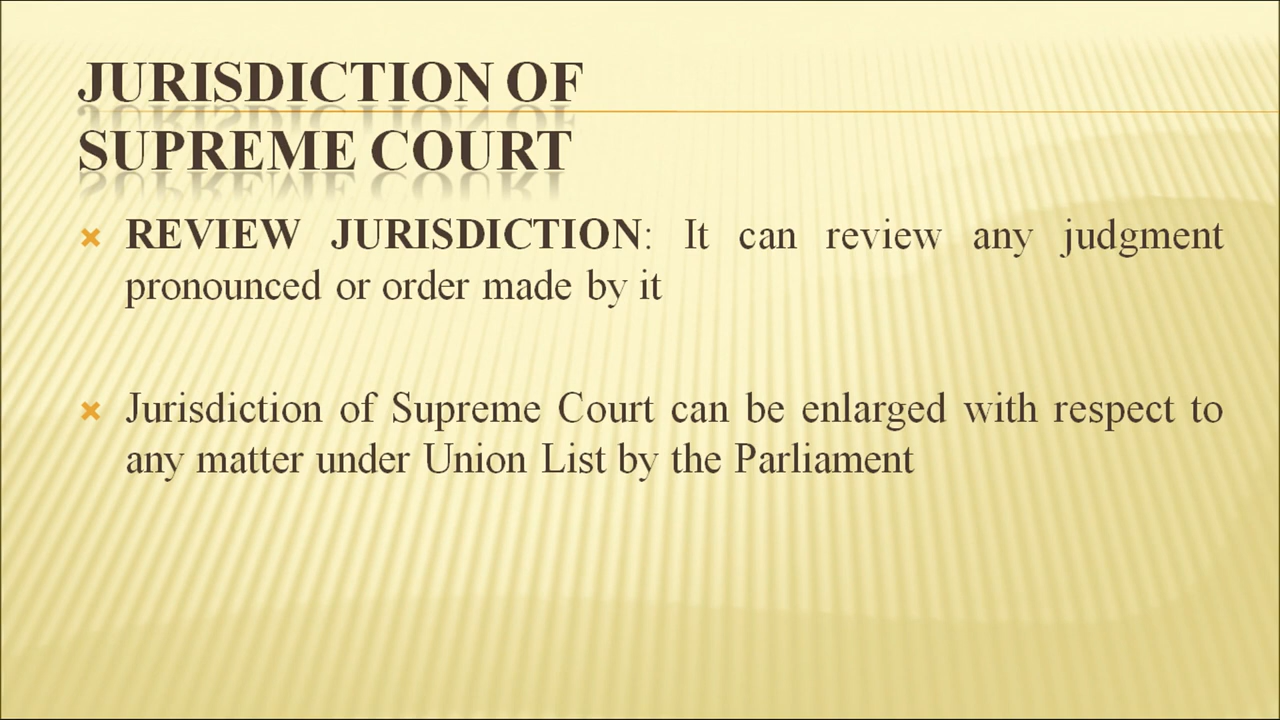 JURISDICTION OF
SUPREME COURT
REVIEW JURISDICTION: It can review any judgment
pronounced or order made by it
Jurisdiction of Supreme Court can be enlarged with respect to
any matter under Union List by the Parliament